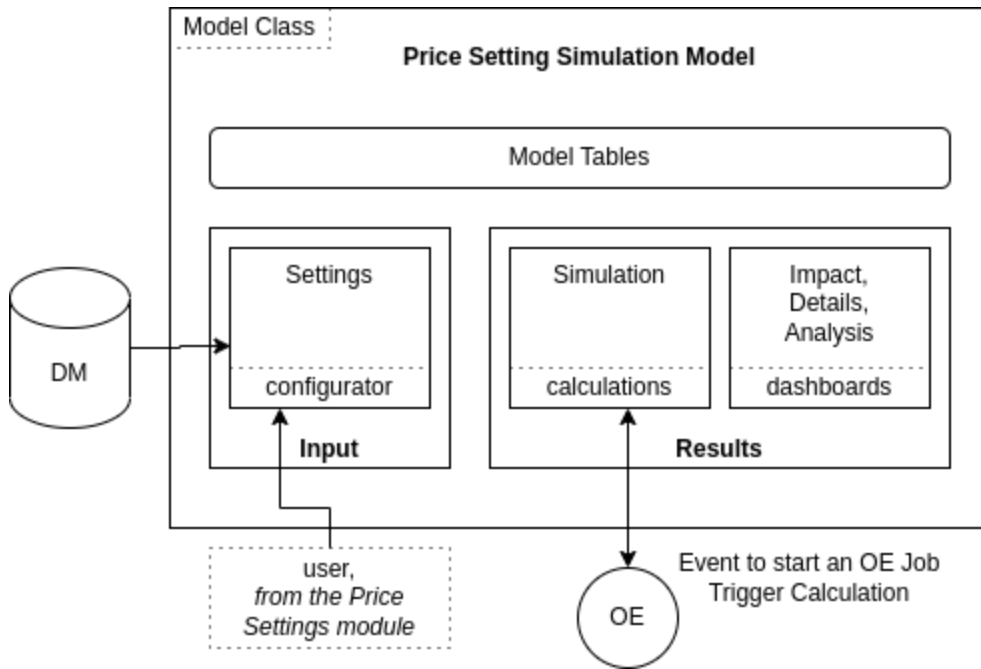 Model Class
Price Setting Simulation Model
Model Tables
Settings
configurator
Input
Simulation
calculations
Impact,
Details,
Analysis
dashboards
Results
DM
user,
from the Price
Settings module
OE
Event to start an OE Job
Trigger Calculation